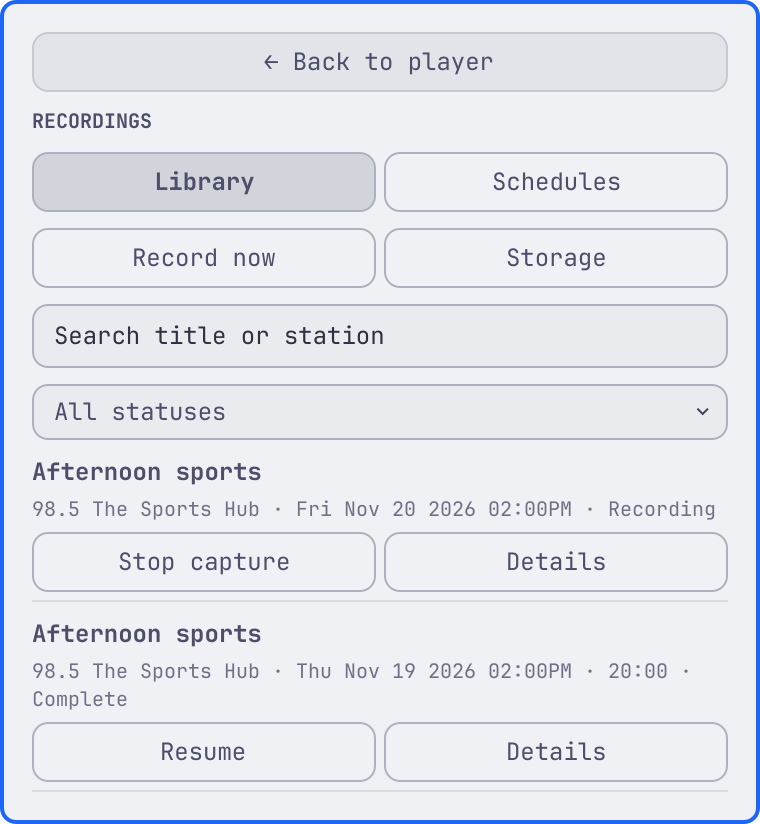 ← Back to player
RECORDINGS
Library
Schedules
Record now
Storage
Search title or station
All statuses
Afternoon sports
98.5 The Sports Hub · Fri Nov 20 2026 02:00PM · Recording
Stop capture
Details
Afternoon sports
98.5 The Sports Hub · Thu Nov 19 2026 02:00PM · 20:00 ·
Complete
Resume
Details